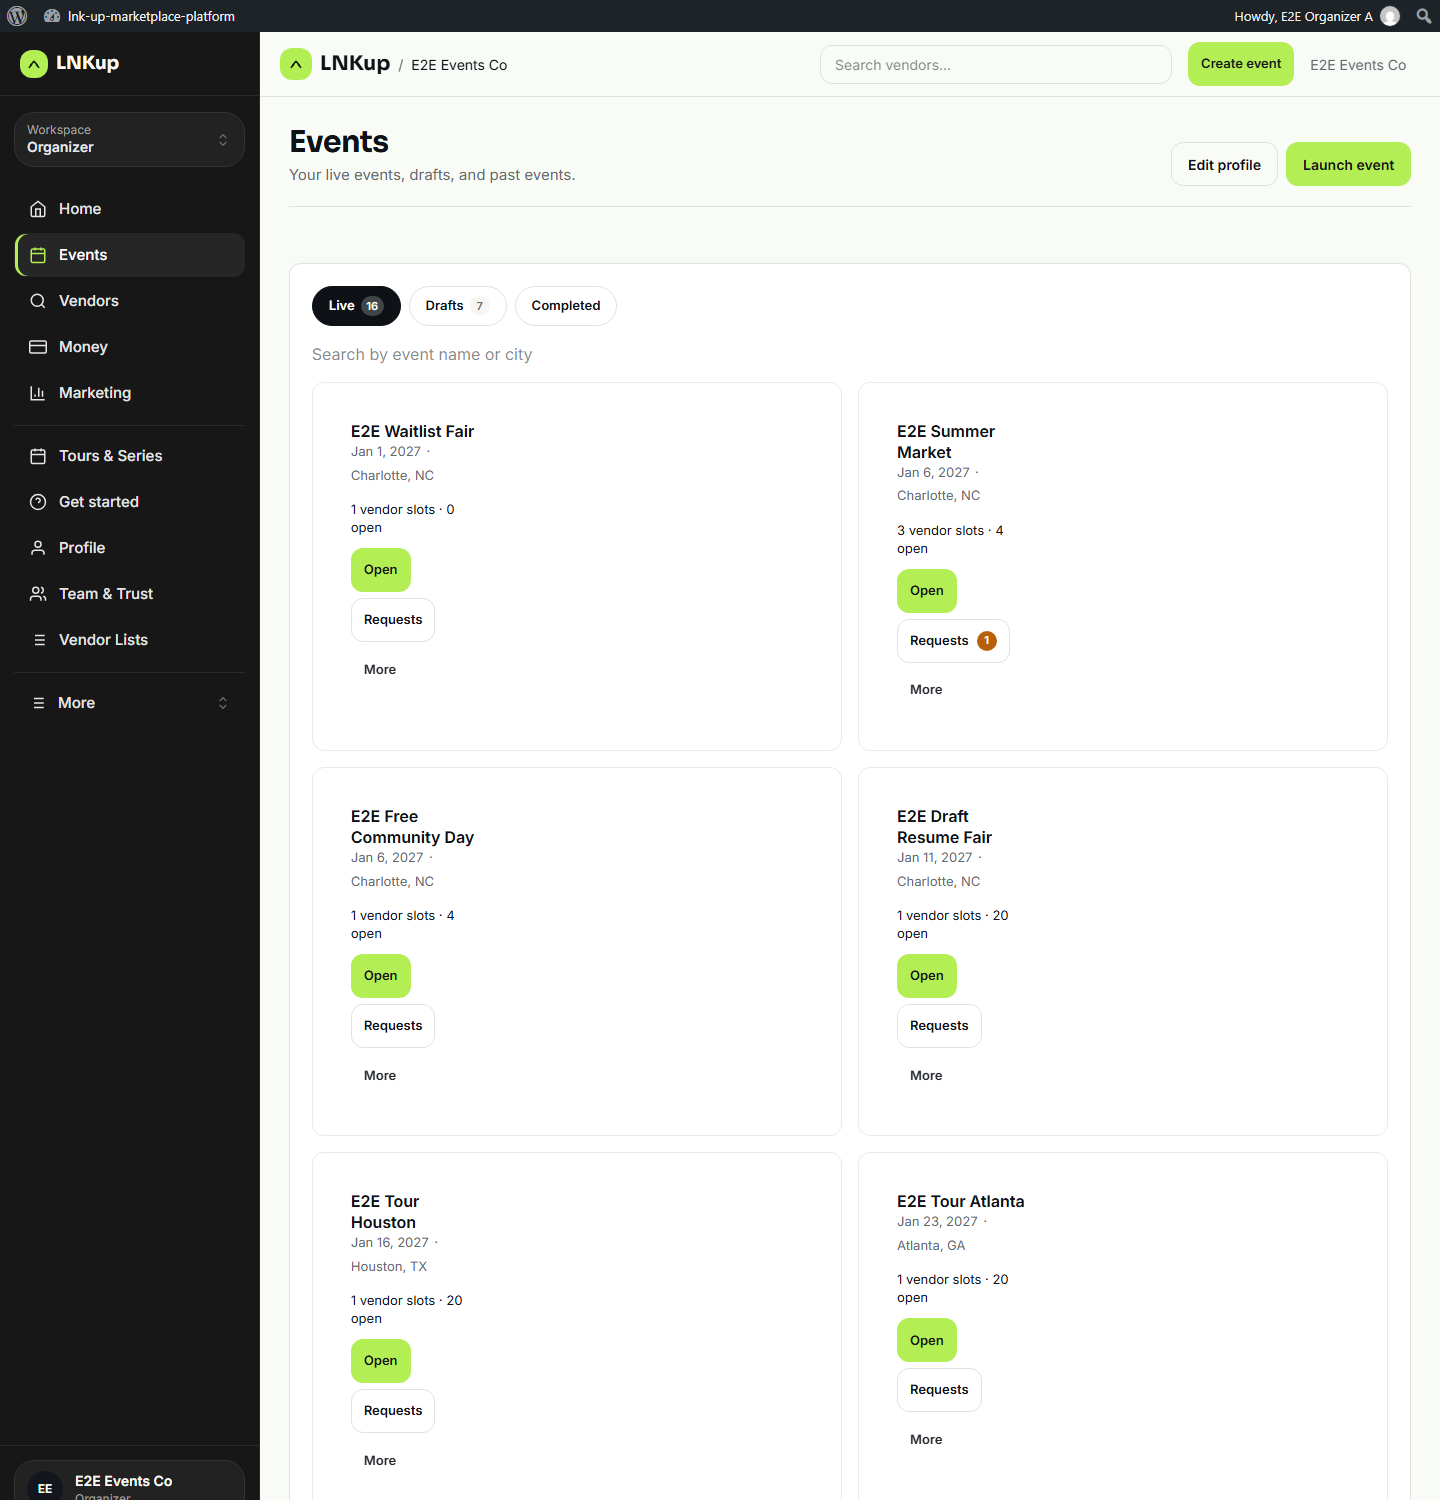 lnk-up-marketplace-platform
Howdy, E2E Organizer A
LNKup
Workspace
Organizer
Home
Events
Vendors
Money
Marketing
Tours & Series
Get started
Profile
Team & Trust
Vendor Lists
More
EE
E2E Events Co
Organizer
LNKup / E2E Events Co
Search vendors...
Create event
E2E Events Co
Events
Your live events, drafts, and past events.
Edit profile
Launch event
Live 16
Drafts 7
Completed
Search by event name or city
E2E Waitlist Fair
Jan 1, 2027 ·
Charlotte, NC
1 vendor slots · 0
open
Open
Requests
More
E2E Summer
Market
Jan 6, 2027 ·
Charlotte, NC
3 vendor slots · 4
open
Open
Requests 1
More
E2E Free
Community Day
Jan 6, 2027 ·
Charlotte, NC
1 vendor slots · 4
open
Open
Requests
More
E2E Draft
Resume Fair
Jan 11, 2027 ·
Charlotte, NC
1 vendor slots · 20
open
Open
Requests
More
E2E Tour
Houston
Jan 16, 2027 ·
Houston, TX
1 vendor slots · 20
open
Open
Requests
More
E2E Tour Atlanta
Jan 23, 2027 ·
Atlanta, GA
1 vendor slots · 20
open
Open
Requests
More